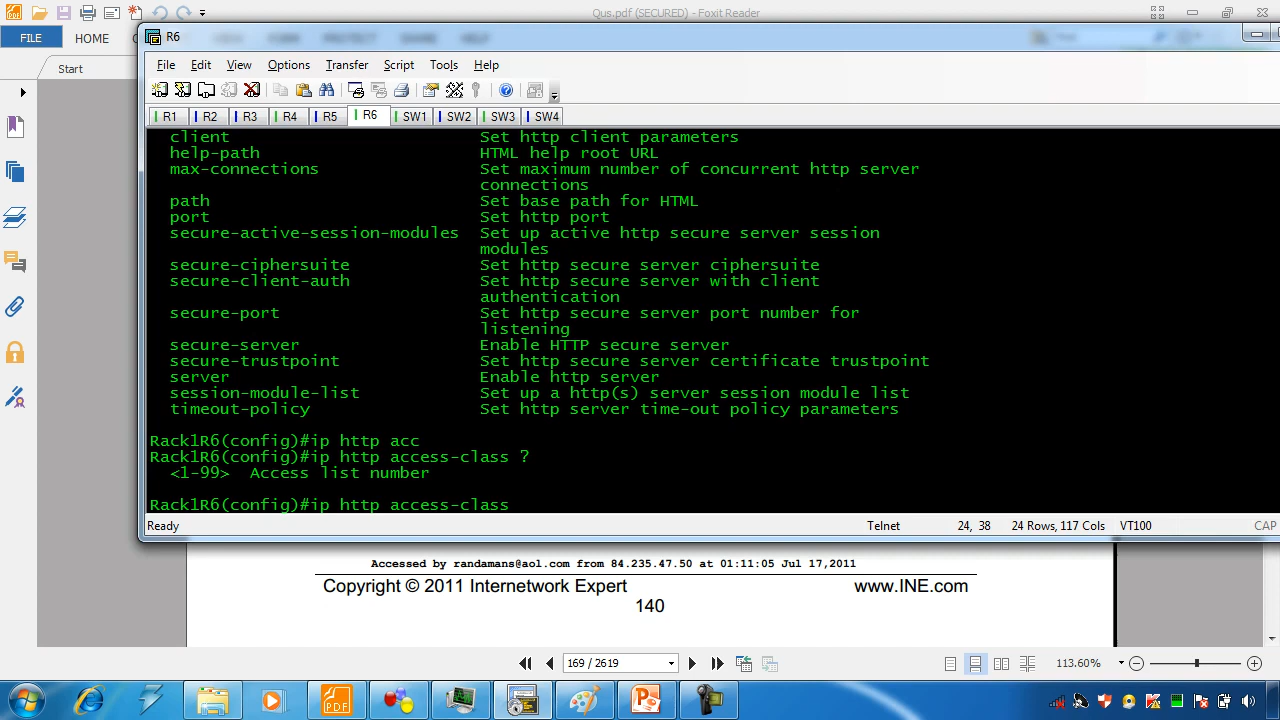 Qus.pdf (SECURED) - Foxit Reader
FILE
HOME
Start
R6
File Edit View Options Transfer Script Tools Help
R1 R2 R3 R4 R5 R6 SW1 SW2 SW3 SW4
client Set http client parameters
help-path HTML help root URL
max-connections Set maximum number of concurrent http server
connections
path Set base path for HTML
port Set http port
secure-active-session-modules Set up active http secure server session
modules
secure-ciphersuite Set http secure server ciphersuite
secure-client-auth Set http secure server with client
authentication
secure-port Set http secure server port number for
listening
secure-server Enable HTTP secure server
secure-trustpoint Set http secure server certificate trustpoint
server Enable http server
session-module-list Set up a http(s) server session module list
timeout-policy Set http server time-out policy parameters
Rack1R6(config)#ip http acc
Rack1R6(config)#ip http access-class ?
<1-99> Access list number
Rack1R6(config)#ip http access-class
Ready Telnet 24, 38 24 Rows, 117 Cols VT100 CAP
Accessed by randamans@aol.com from 84.235.47.50 at 01:11:05 Jul 17,2011
Copyright © 2011 Internetwork Expert www.INE.com
140
169 / 2619 113.60%
PDF